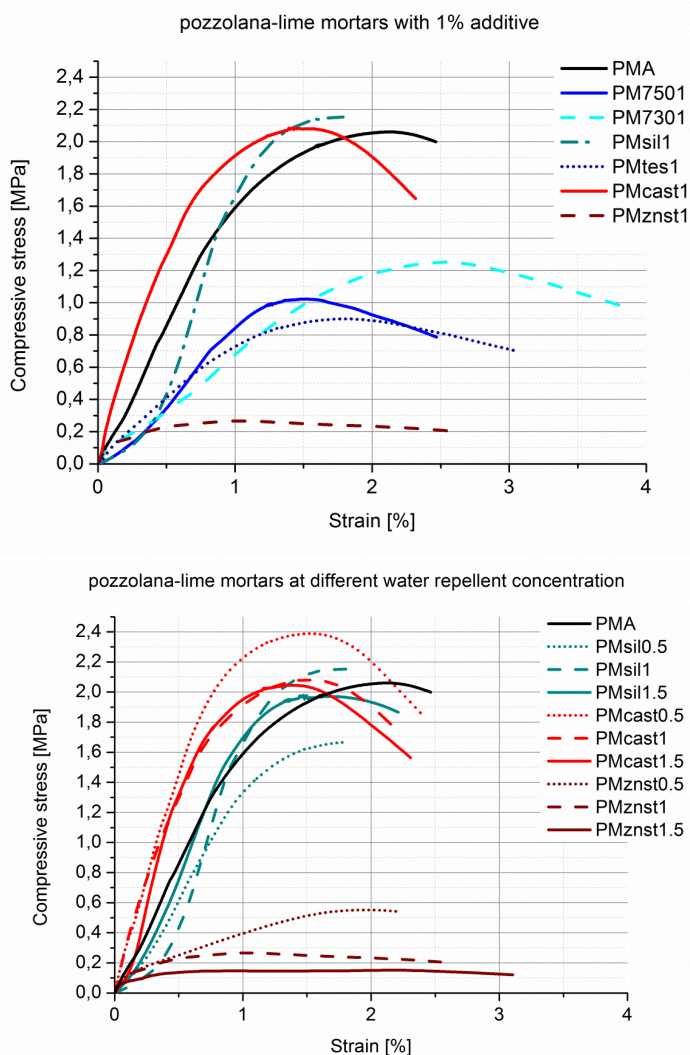 pozzolana-lime mortars with 1% additive
2,4
2,2
2,0
1,8
1,6
1,4
1,2
1,0
0,8
0,6
0,4
0,2
0,0
Compressive stress [MPa]
PMA
PM7501
PM7301
PMsil1
PMtes1
PMcast1
PMznst1
0 1 2 3 4
Strain [%]
pozzolana-lime mortars at different water repellent concentration
2,4
2,2
2,0
1,8
1,6
1,4
1,2
1,0
0,8
0,6
0,4
0,2
0,0
Compressive stress [MPa]
PMA
PMsil0.5
PMsil1
PMsil1.5
PMcast0.5
PMcast1
PMcast1.5
PMznst0.5
PMznst1
PMznst1.5
0 1 2 3 4
Strain [%]